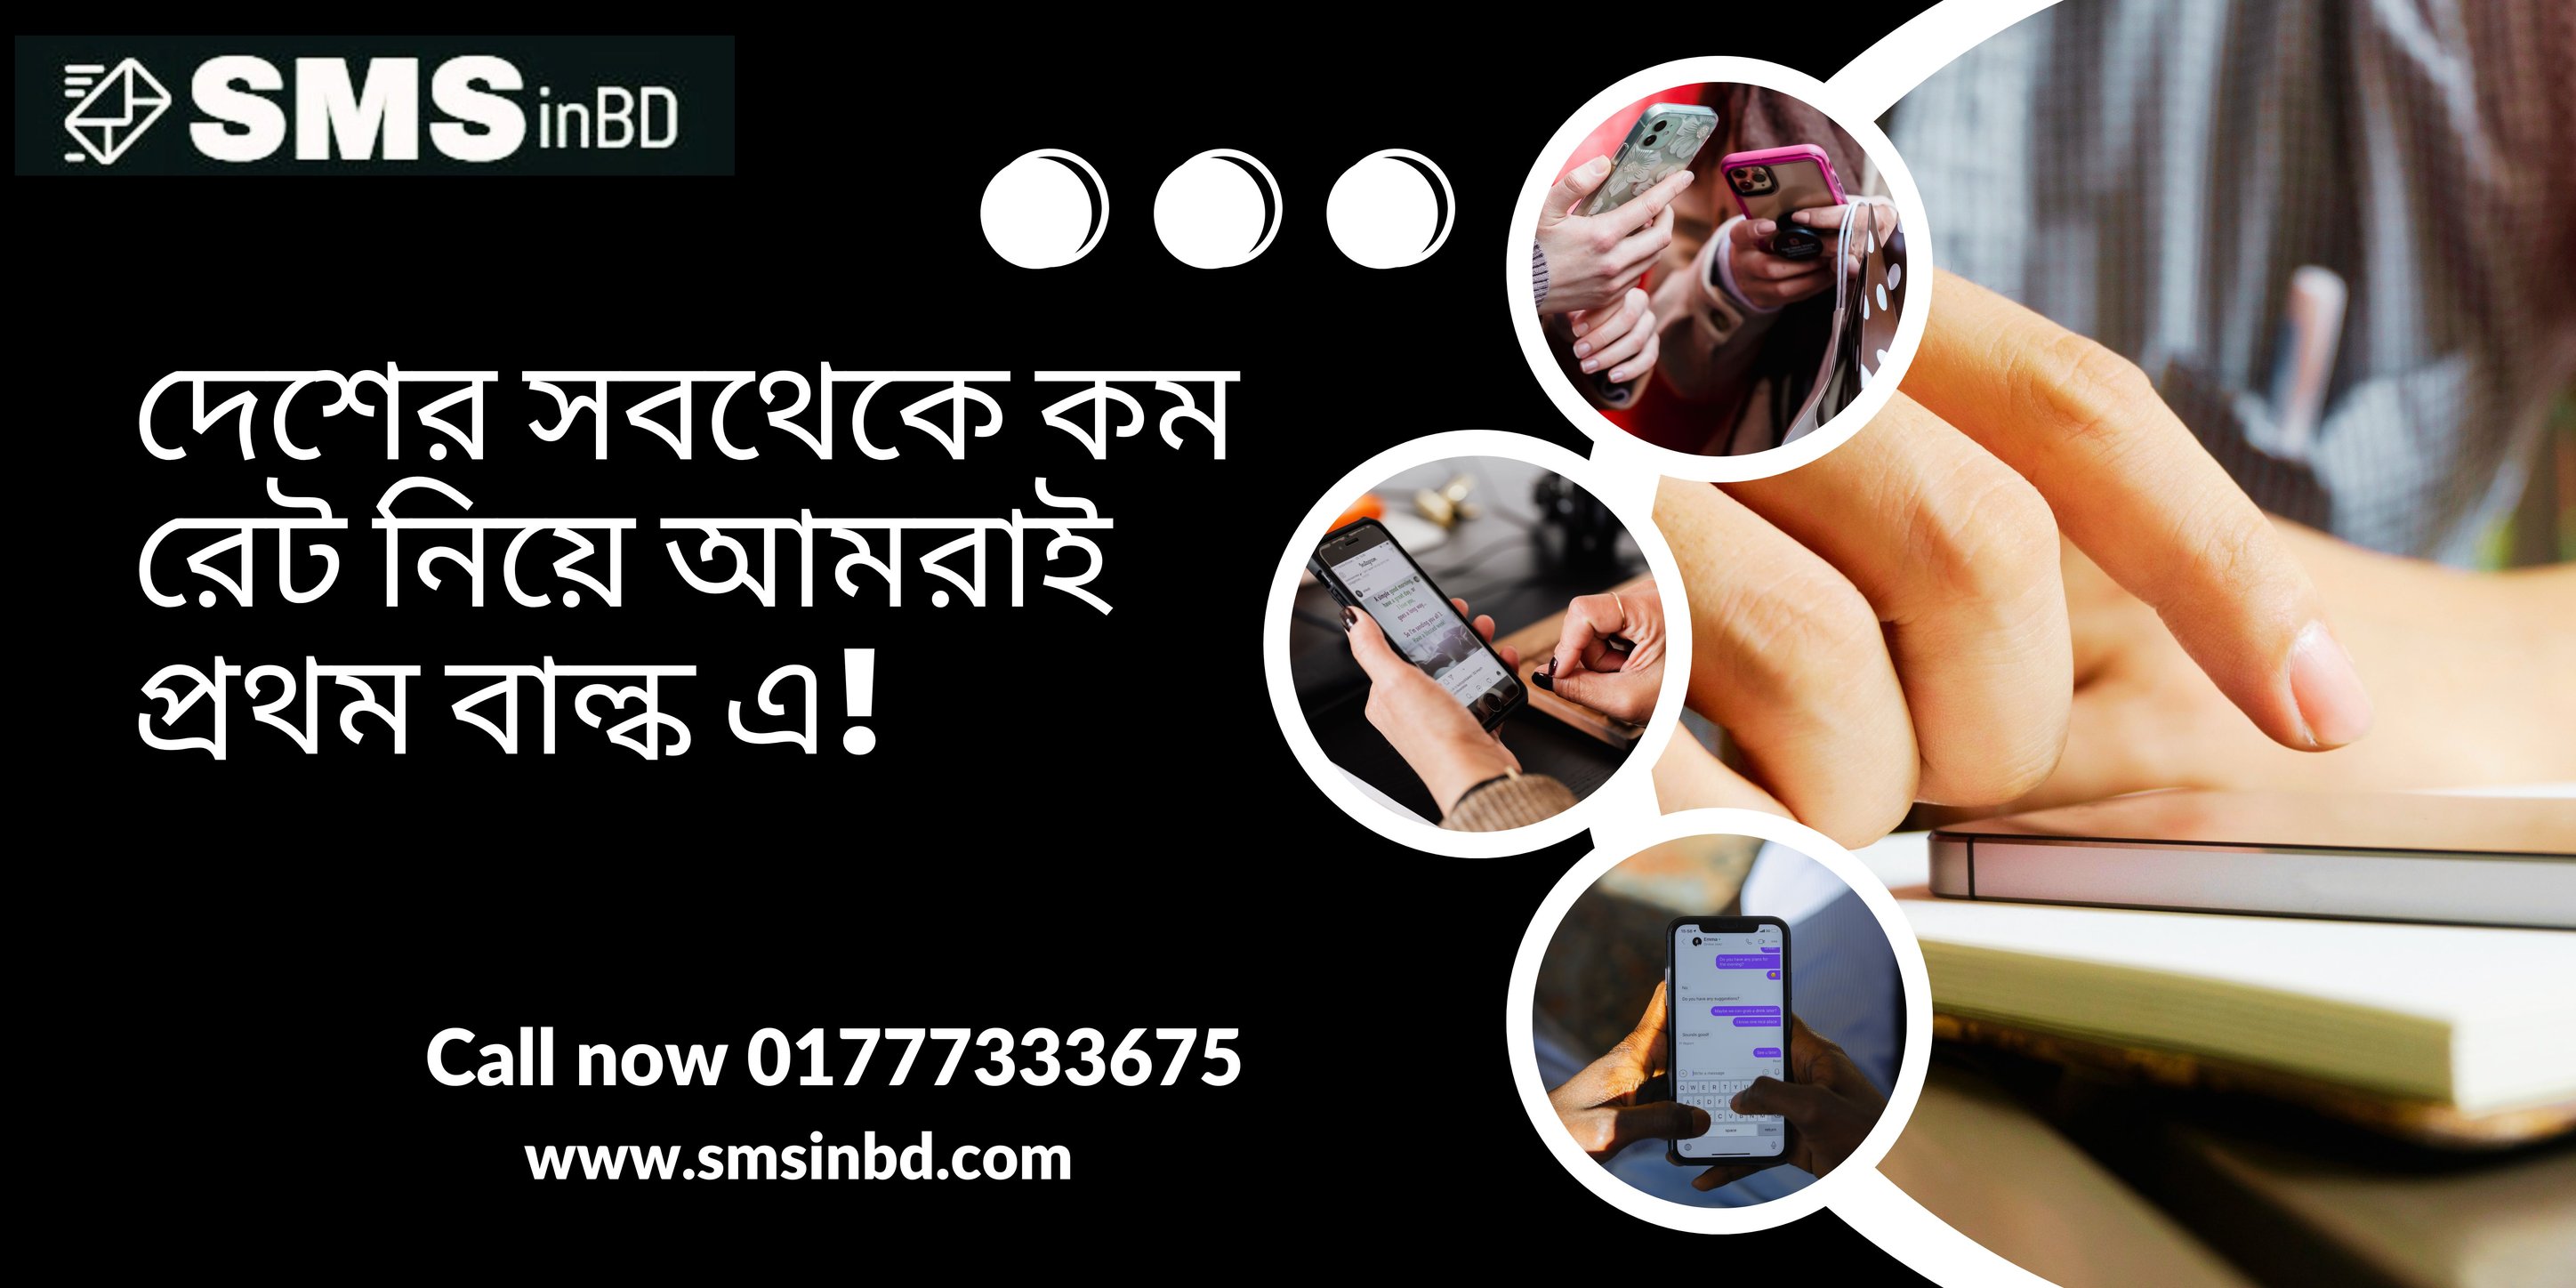 SMS inBD
দেশের সবথেকে কম
রেট নিয়ে আমরাই
প্রথম বাল্ক এ!
Call now 01777333675
www.smsinbd.com